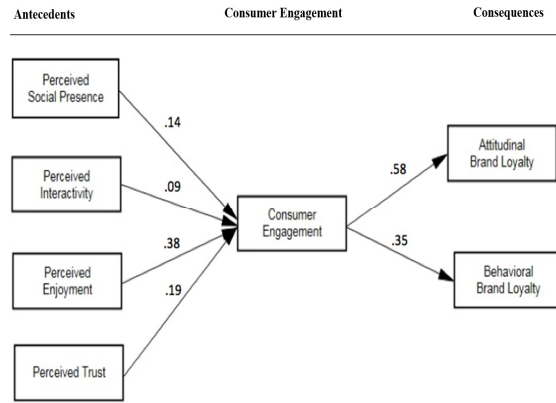 Antecedents Consumer Engagement Consequences
Perceived
Social Presence
.14
Perceived
Interactivity
.09
Perceived
Enjoyment
.38
Perceived Trust
.19
Consumer
Engagement
.58
Attitudinal
Brand Loyalty
.35
Behavioral
Brand Loyalty